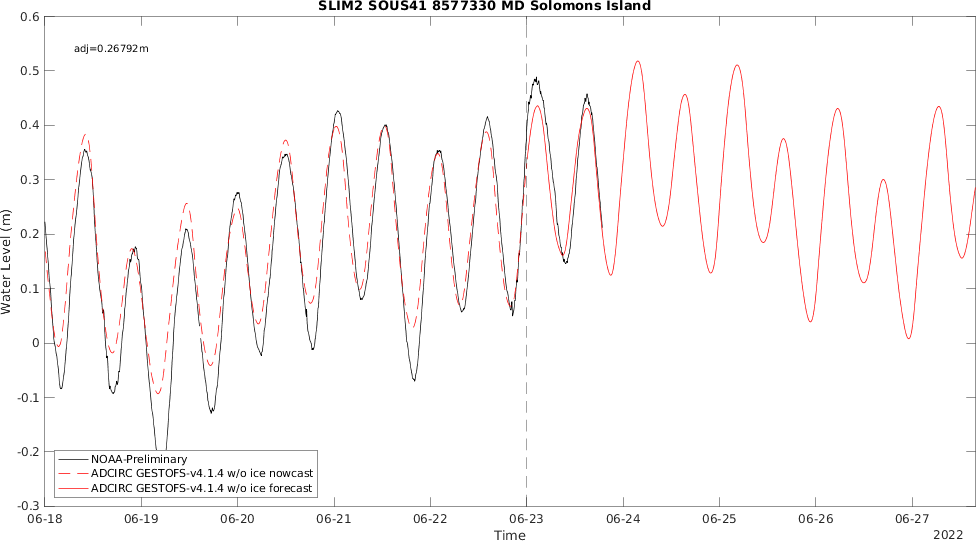 SLIM2 SOUS41 8577330 MD Solomons Island
adj=0.26792m
Water Level (m)
0.6
0.5
0.4
0.3
0.2
0.1
0
-0.1
-0.2
-0.3
NOAA-Preliminary
ADCIRC GESTOFS-v4.1.4 w/o ice nowcast
ADCIRC GESTOFS-v4.1.4 w/o ice forecast
06-18 06-19 06-20 06-21 06-22 06-23 06-24 06-25 06-26 06-27
Time
2022